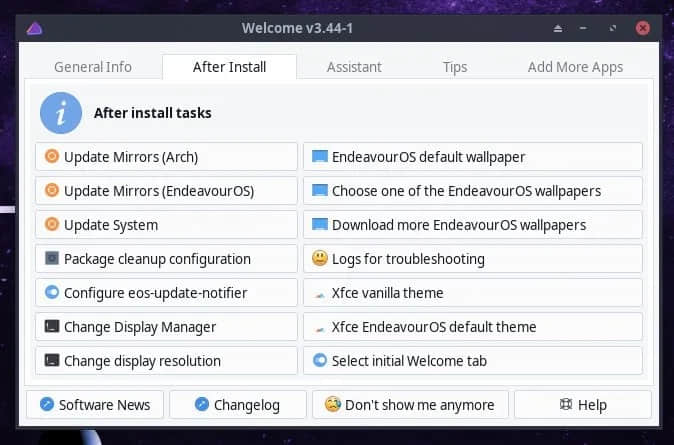 Welcome v3.44-1
General Info After Install Assistant Tips Add More Apps
i After install tasks
Update Mirrors (Arch) EndeavourOS default wallpaper
Update Mirrors (EndeavourOS) Choose one of the EndeavourOS wallpapers
Update System Download more EndeavourOS wallpapers
Package cleanup configuration Logs for troubleshooting
Configure eos-update-notifier Xfce vanilla theme
Change Display Manager Xfce EndeavourOS default theme
Change display resolution Select initial Welcome tab
Software News Changelog Don't show me anymore Help